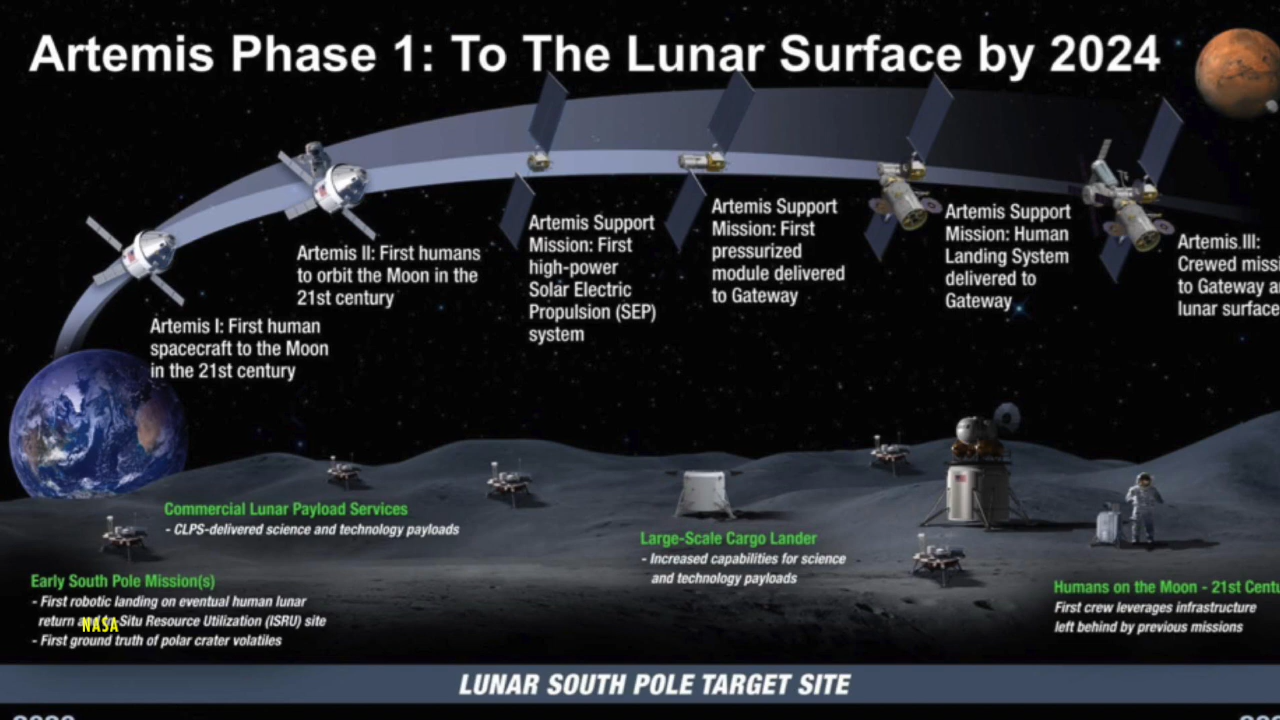 Artemis Phase 1: To The Lunar Surface by 2024
Artemis I: First human
spacecraft to the Moon
in the 21st century
Artemis II: First humans
to orbit the Moon in the
21st century
Artemis Support
Mission: First
high-power
Solar Electric
Propulsion (SEP)
system
Artemis Support
Mission: First
pressurized
module delivered
to Gateway
Artemis Support
Mission: Human
Landing System
delivered to
Gateway
Artemis III:
Crewed
to Gateway
lunar surface
Commercial Lunar Payload Services
- CLPS-delivered science and technology payloads
Early South Pole Mission(s)
- First robotic landing on eventual human lunar
return Situ Resource Utilization (ISRU) site
- First ground truth of polar crater volatiles
NASA
Large-Scale Cargo Lander
- Increased capabilities for science
and technology payloads
Humans on the Moon - 21st
First crew leverages infrastructure
left behind by previous missions
LUNAR SOUTH POLE TARGET SITE